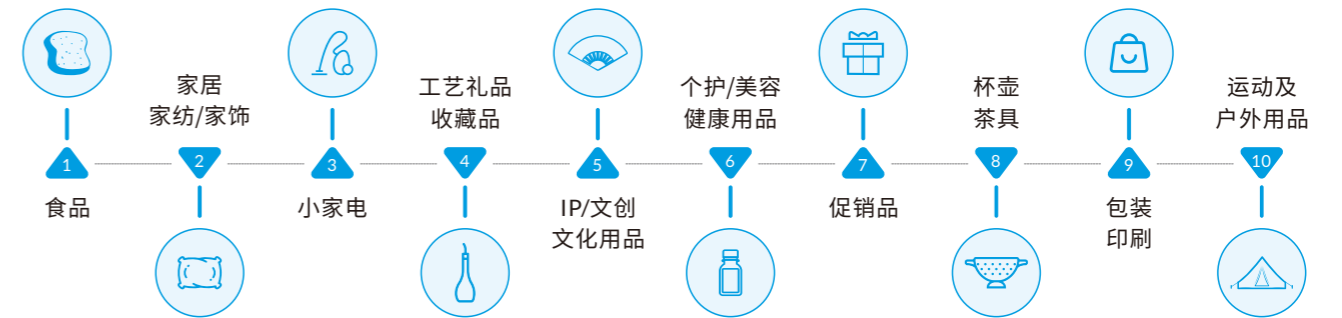 1
食品
家居
家纺/家饰
2
3
小家电
工艺礼品
收藏品
4
5
IP/文创
文化用品
个护/美容
健康用品
6
7
促销品
杯壶
茶具
8
9
包装
印刷
运动及
户外用品
10